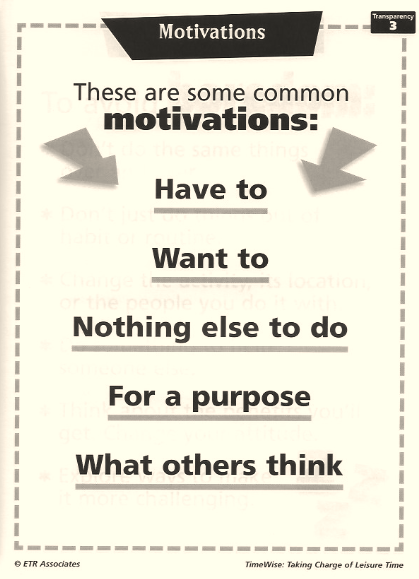 Motivations
Transparency
3
These are some common
motivations:
Have to
Want to
Nothing else to do
For a purpose
What others think
© ETR Associates
TimeWise: Taking Charge of Leisure Time